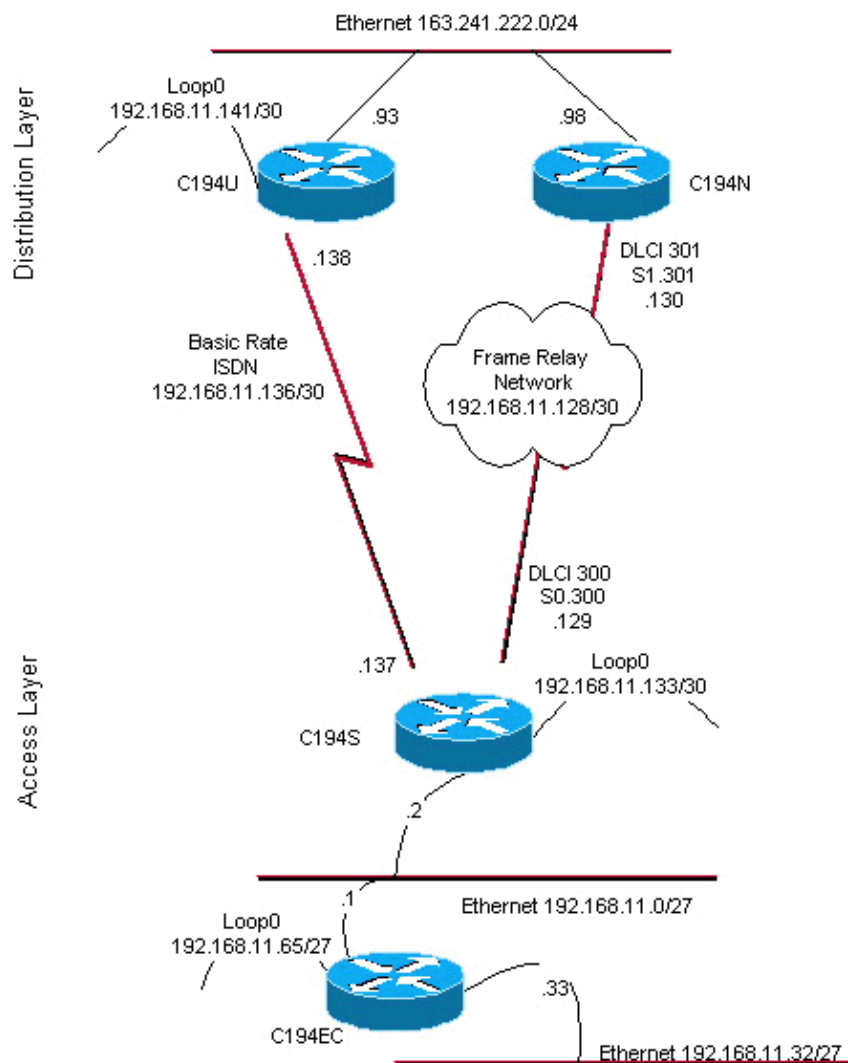 Ethernet 163.241.222.0/24
Distribution Layer
Loop0
192.168.11.141/30
.93
.98
C194U
C194N
.138
DLCI 301
S1.301
.130
Basic Rate
ISDN
192.168.11.136/30
Frame Relay
Network
192.168.11.128/30
DLCI 300
S0.300
.129
Access Layer
.137
Loop0
192.168.11.133/30
C194S
.2
.1
Ethernet 192.168.11.0/27
Loop0
192.168.11.65/27
.33
C194EC
Ethernet 192.168.11.32/27